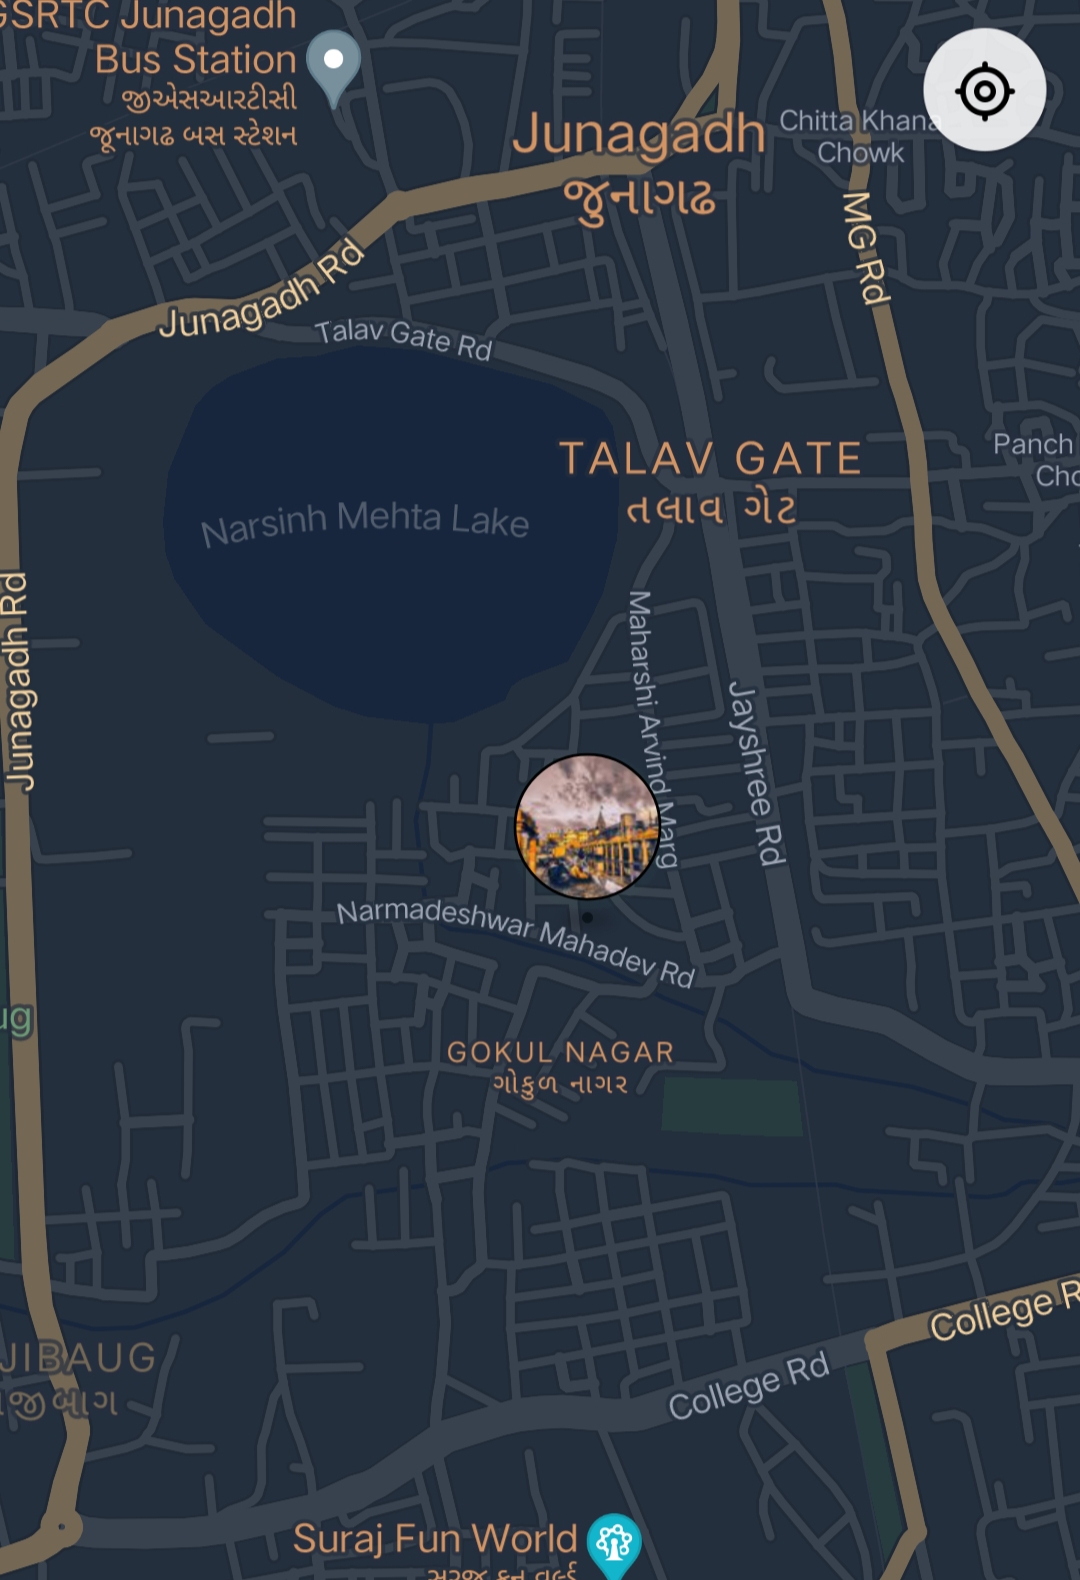 GSRTC Junagadh
Bus Station
જીએસઆરટીસી
જૂનાગઢ બસ સ્ટેશન
Junagadh
જુનાગઢ
Chitta Khana
Chowk
MG Rd
Junagadh Rd
Talav Gate Rd
TALAV GATE
તલાવ ગેટ
Panch
Narsinh Mehta Lake
Junagadh Rd
Maharshi Arvind Marg
Jayshree Rd
Narmadeshwar Mahadev Rd
GOKUL NAGAR
ગોકુળ નાગર
JIBAUG
College Rd
College R
Suraj Fun World